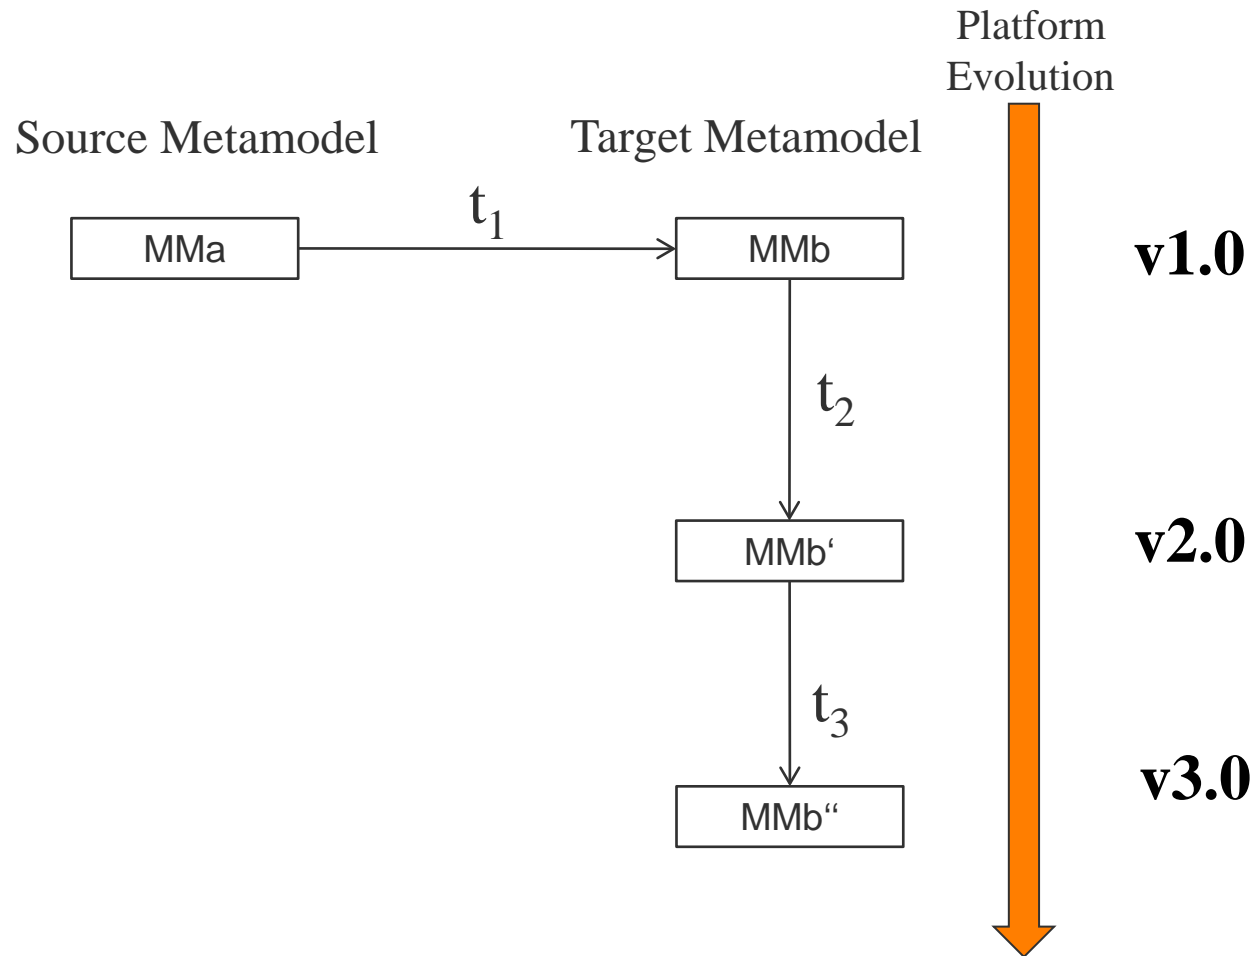 Platform
Evolution
Source Metamodel
Target Metamodel
t₁
MMa
MMb
v1.0
t₂
MMb‘
v2.0
t₃
MMb“
v3.0